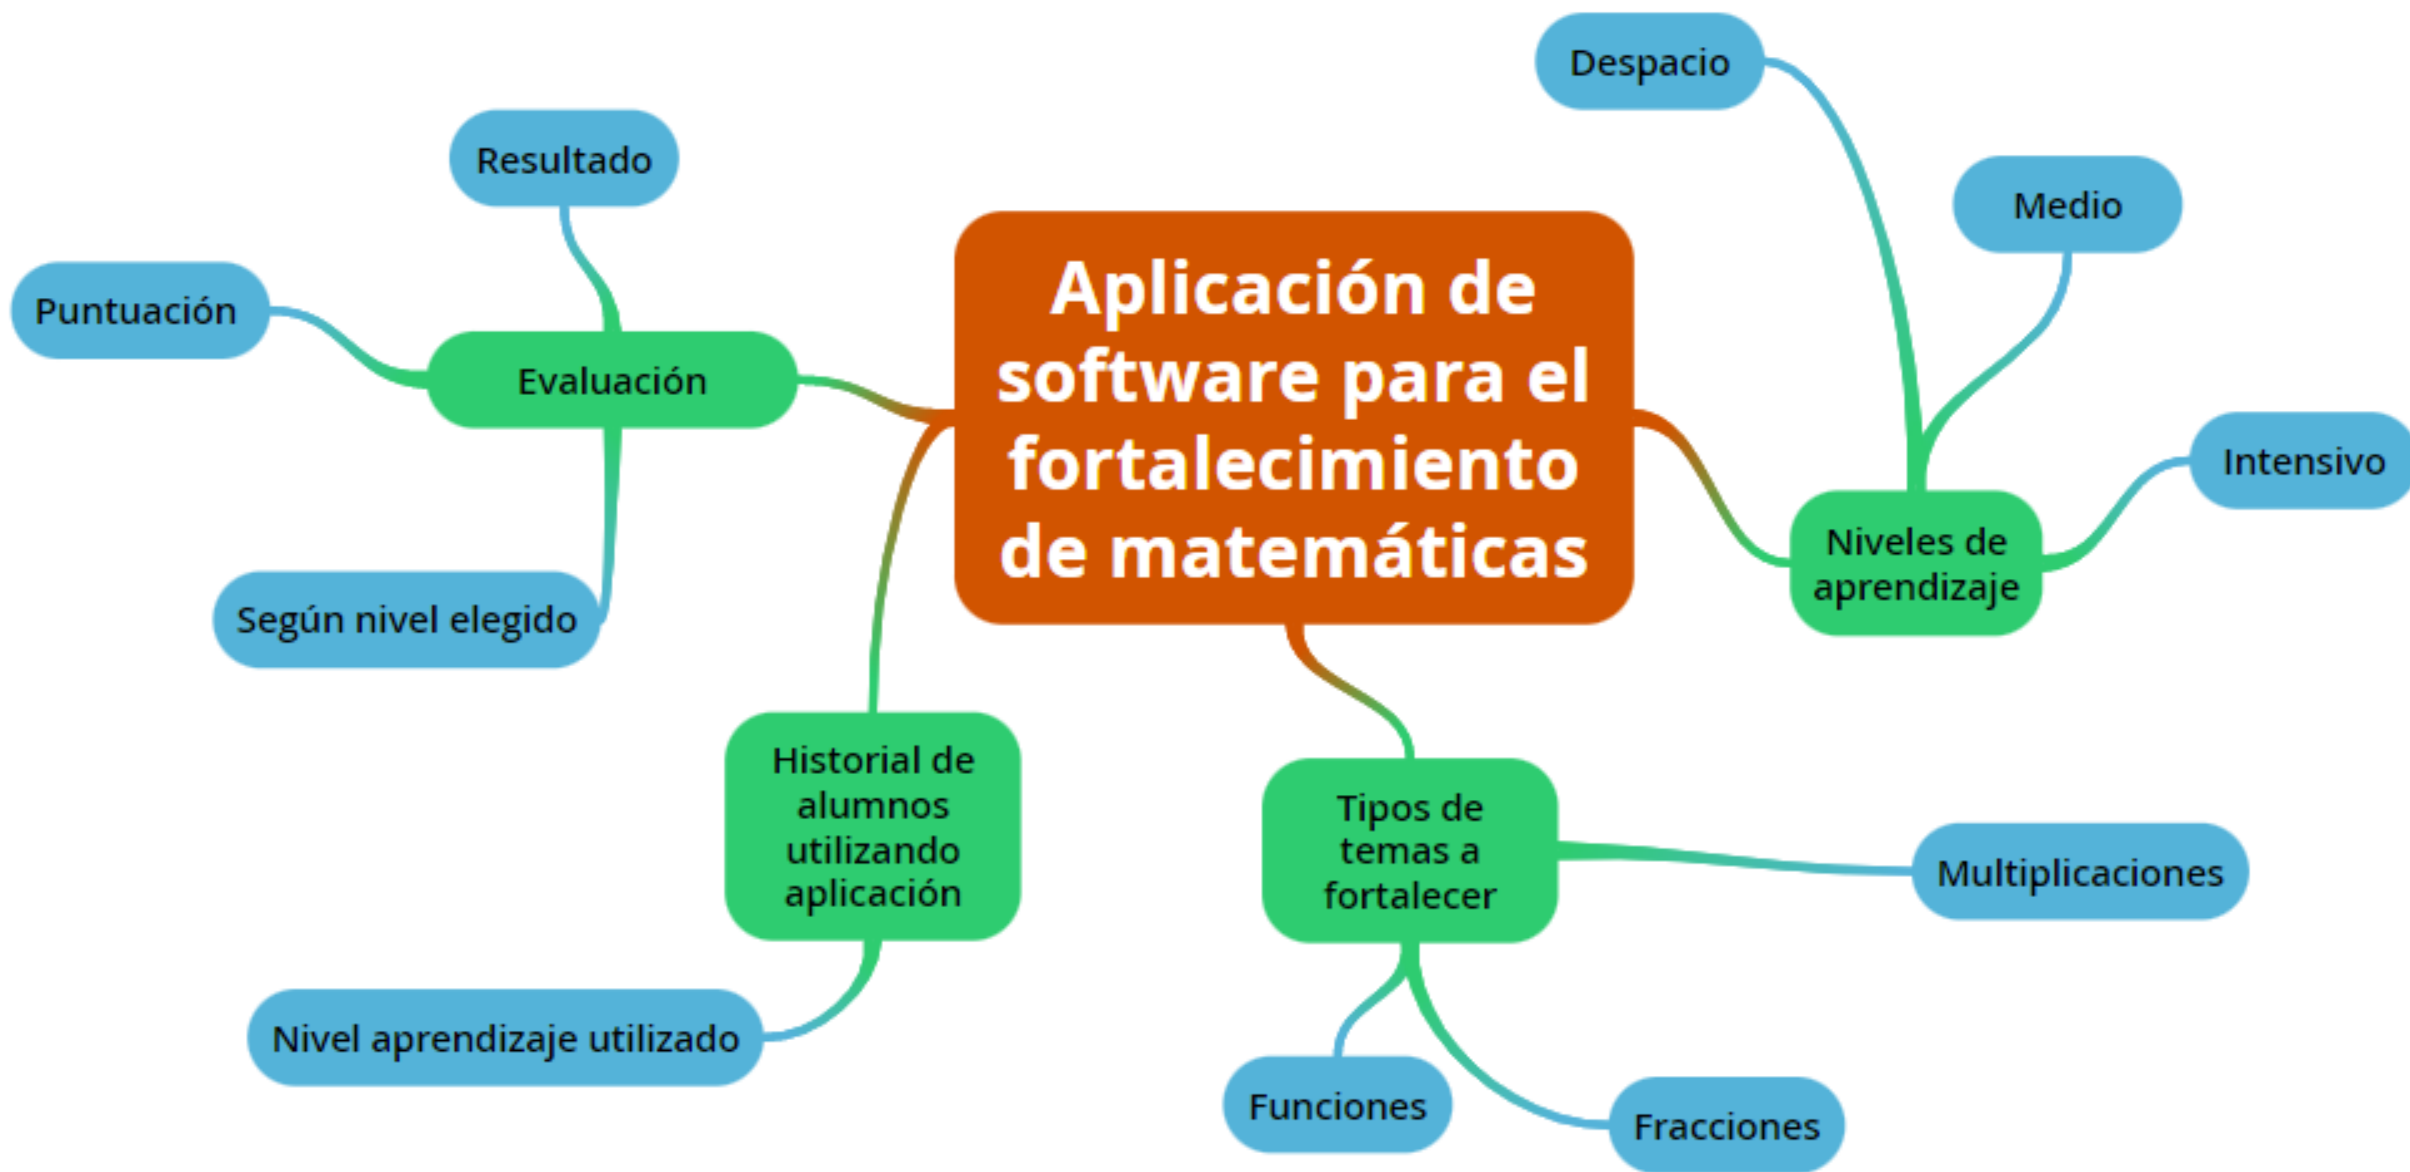 Aplicación de
software para el
fortalecimiento
de matemáticas
Despacio
Medio
Intensivo
Niveles de
aprendizaje
Resultado
Puntuación
Evaluación
Según nivel elegido
Historial de
alumnos
utilizando
aplicación
Nivel aprendizaje utilizado
Tipos de
temas a
fortalecer
Multiplicaciones
Funciones
Fracciones